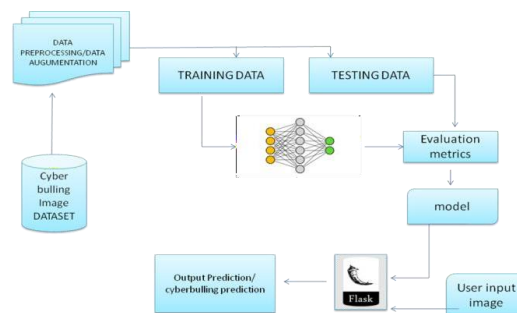 DATA
PREPROCESSING/DATA
AUGUMENTATION
TRAINING DATA
TESTING DATA
Cyber
bulling
Image
DATASET
Evaluation
metrics
model
Output Prediction/
cyberbulling prediction
Flask
User input
image